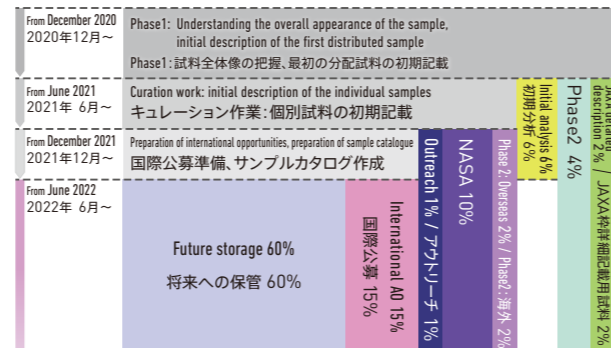 From December 2020
2020年12月～
Phase1: Understanding the overall appearance of the sample,
initial description of the first distributed sample
Phase1:試料全体像の把握、最初の分配試料の初期記載
From June 2021
2021年 6月～
Curation work: initial description of the individual samples
キュレーション作業:個別試料の初期記載
From December 2021
2021年12月～
Preparation of international opportunities, preparation of sample catalogue
国際公募準備、サンプルカタログ作成
From June 2022
2022年 6月～
Future storage 60%
将来への保管 60%
International AO 15%
国際公募 15%
Outreach 1% / アウトリーチ 1%
NASA 10%
Phase 2: Overseas 2% / Phase2: 海外 2%
Initial analysis 6%
初期分析 6%
Phase2 4%
description 2% / JAXA枠詳細記載用試料 2%